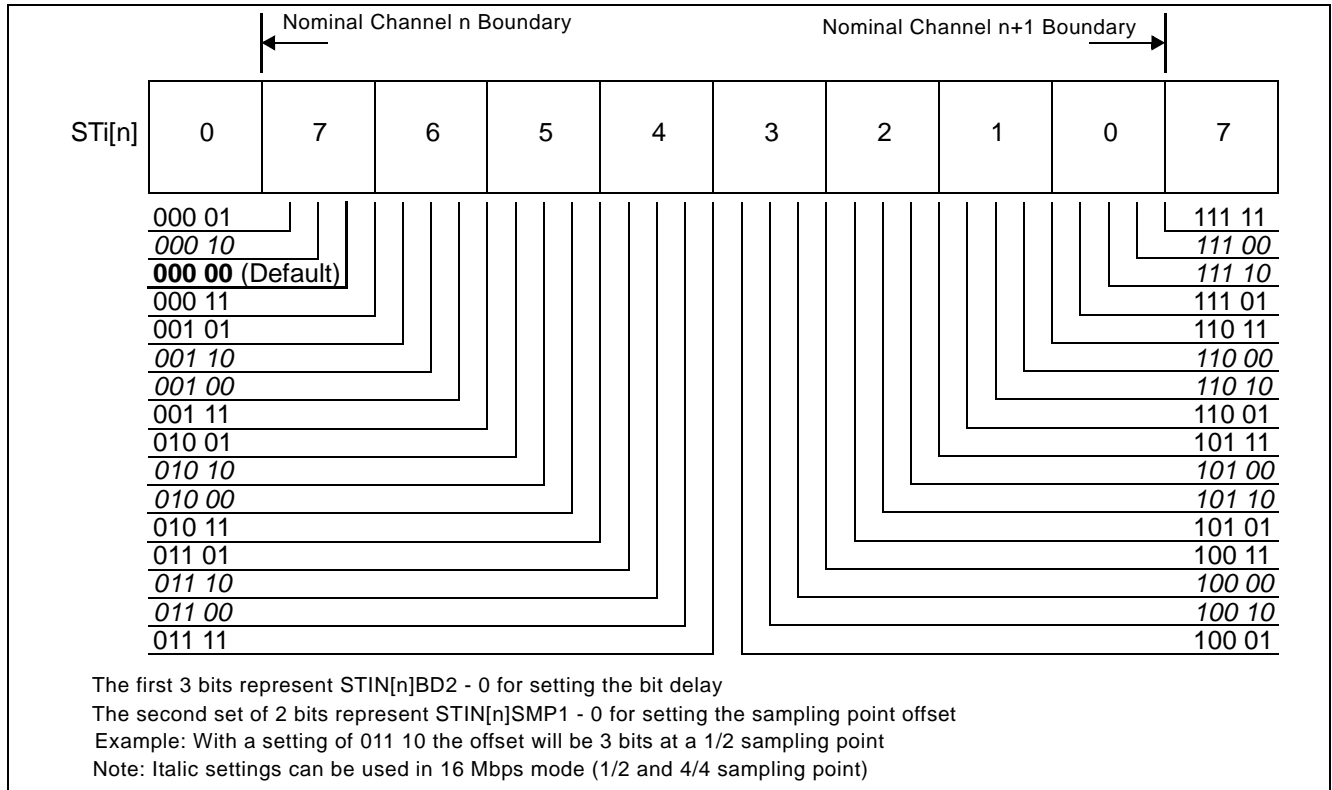 Nominal Channel n Boundary
Nominal Channel n+1 Boundary
STi[n] 0 7 6 5 4 3 2 1 0 7
000 01 111 11
000 10 111 00
000 00 (Default) 111 10
000 11 111 01
001 01 110 11
001 10 110 00
001 00 110 10
001 11 110 01
010 01 101 11
010 10 101 00
010 00 101 10
010 11 101 01
011 01 100 11
011 10 100 00
011 00 100 10
011 11 100 01
The first 3 bits represent STIN[n]BD2 - 0 for setting the bit delay
The second set of 2 bits represent STIN[n]SMP1 - 0 for setting the sampling point offset
Example: With a setting of 011 10 the offset will be 3 bits at a 1/2 sampling point
Note: Italic settings can be used in 16 Mbps mode (1/2 and 4/4 sampling point)